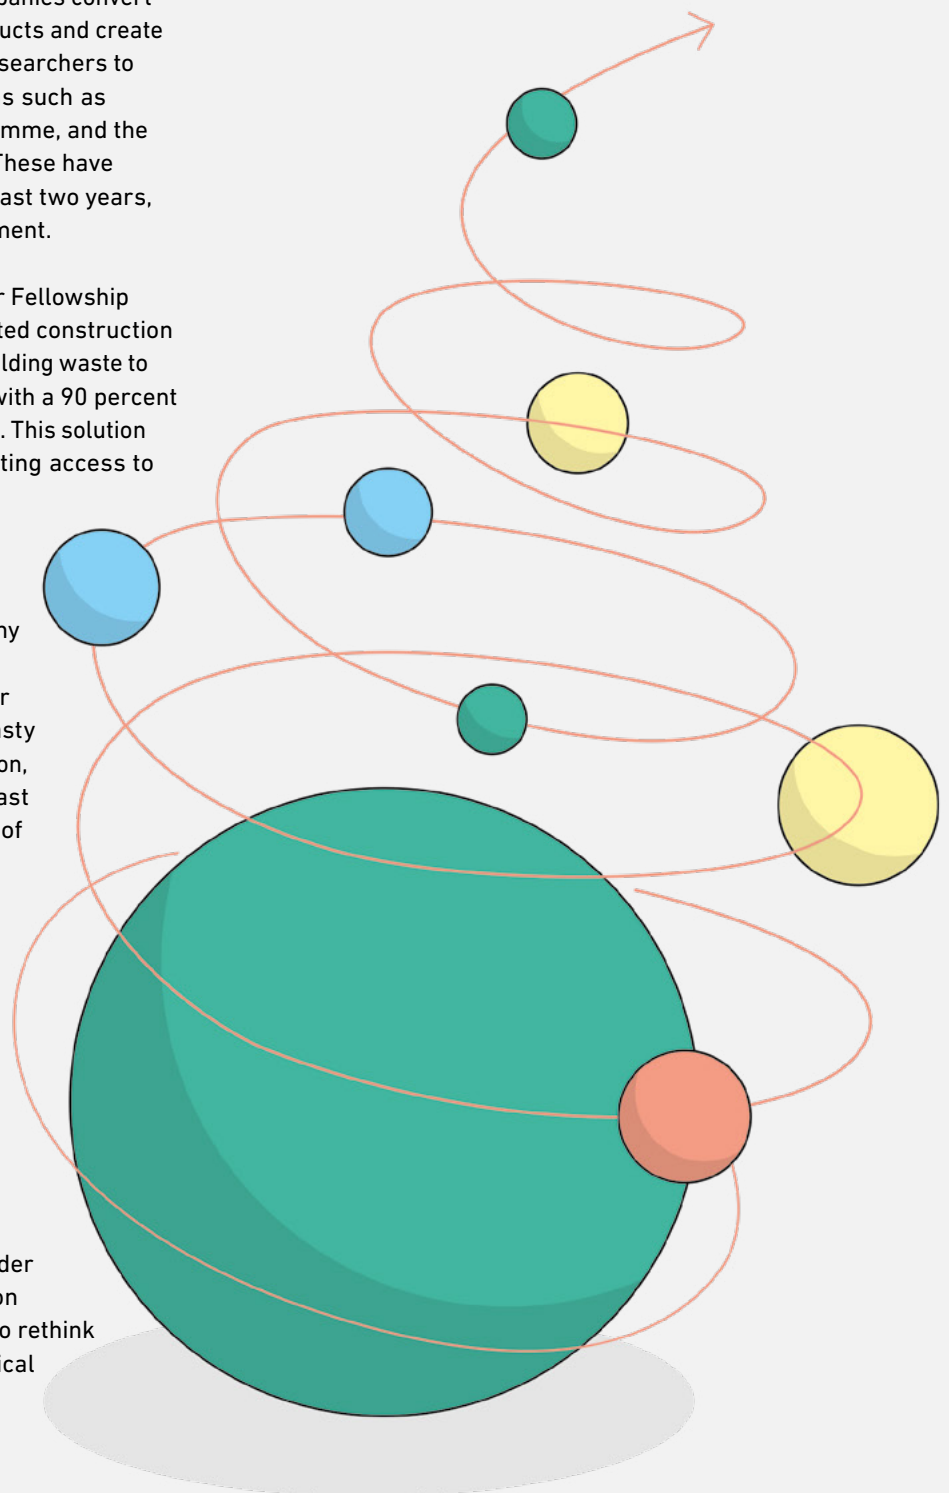 ucts and create
searchers to
s such as
mme, and the
These have
ast two years,
ment.
r Fellowship
ted construction
lding waste to
with a 90 percent
. This solution
ting access to
ny
r
sty
on,
ast
of
der
on
o rethink
ical